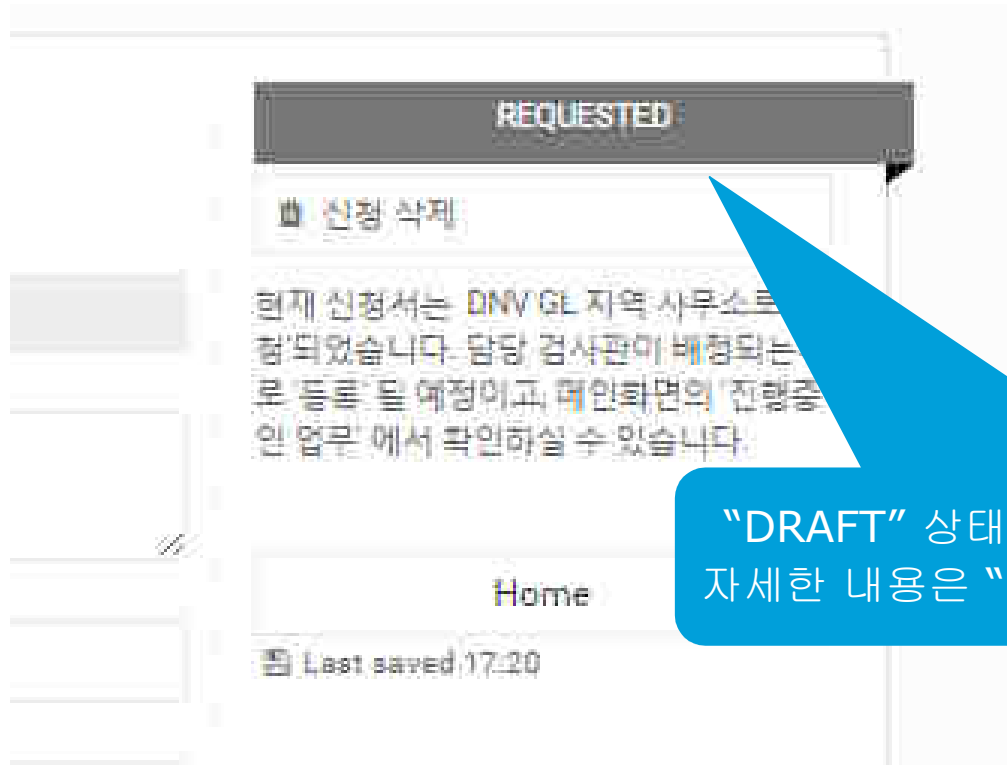 REQUESTED
신청 삭제
현재 신청서는 DNV GL 지역 사무소로
청'되었습니다. 담당 검사관이 배정되는
로 '등록' 될 예정이고, 메인화면의 '진행중
인 업무' 에서 확인하실 수 있습니다.
“DRAFT” 상태
자세한 내용은 “
Home
Last saved 17:20